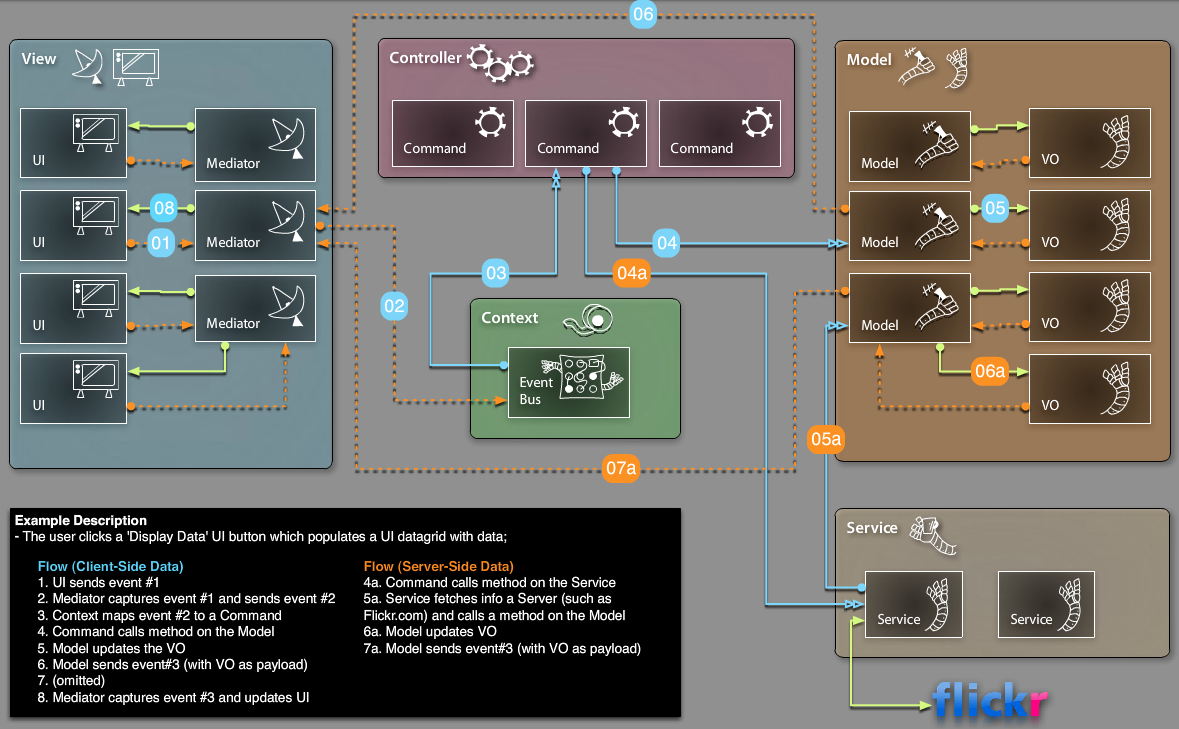 06
View
Controller
Model
UI
Mediator
Command
Command
Command
Model
VO
08
01
UI
Mediator
05
Model
VO
04
03
04a
02
UI
Mediator
Context
Model
VO
Event
Bus
06a
UI
VO
05a
07a
Example Description
- The user clicks a 'Display Data' UI button which populates a UI datagrid with data;
Flow (Client-Side Data)
1. UI sends event #1
2. Mediator captures event #1 and sends event #2
3. Context maps event #2 to a Command
4. Command calls method on the Model
5. Model updates the VO
6. Model sends event#3 (with VO as payload)
7. (omitted)
8. Mediator captures event #3 and updates UI
Flow (Server-Side Data)
4a. Command calls method on the Service
5a. Service fetches info a Server (such as
Flickr.com) and calls a method on the Model
6a. Model updates VO
7a. Model sends event#3 (with VO as payload)
Service
Service
Service
flickr